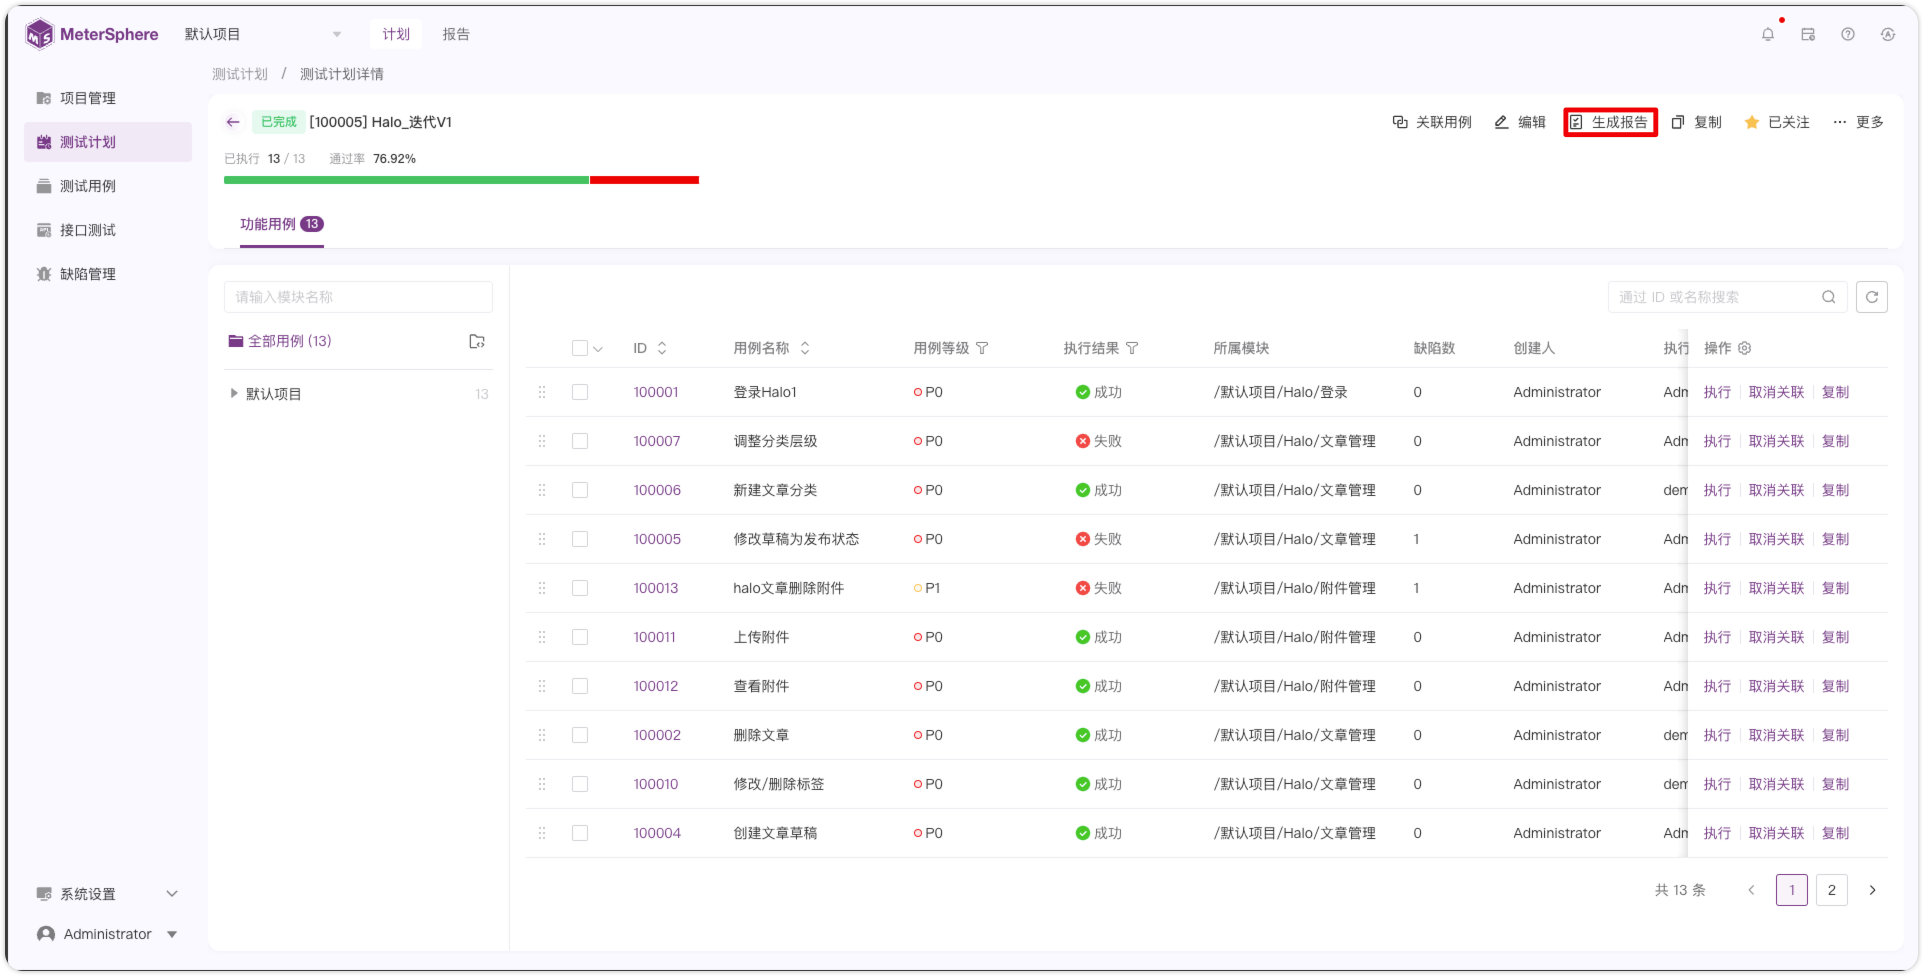 MeterSphere 默认项目 计划 报告
测试计划 / 测试计划详情
项目管理
测试计划
测试用例
接口测试
缺陷管理
系统设置
Administrator
已完成 [100005] Halo_迭代V1
关联用例 编辑 生成报告 复制 已关注 更多
已执行 13 / 13 通过率 76.92%
功能用例 13
请输入模块名称
全部用例 (13)
默认项目 13
通过 ID 或名称搜索
ID 用例名称 用例等级 执行结果 所属模块 缺陷数 创建人 执行 操作
100001 登录Halo1 P0 成功 /默认项目/Halo/登录 0 Administrator Adm 执行 取消关联 复制
100007 调整分类层级 P0 失败 /默认项目/Halo/文章管理 0 Administrator Adm 执行 取消关联 复制
100006 新建文章分类 P0 成功 /默认项目/Halo/文章管理 0 Administrator dem 执行 取消关联 复制
100005 修改草稿为发布状态 P0 失败 /默认项目/Halo/文章管理 1 Administrator Adm 执行 取消关联 复制
100013 halo文章删除附件 P1 失败 /默认项目/Halo/附件管理 1 Administrator Adm 执行 取消关联 复制
100011 上传附件 P0 成功 /默认项目/Halo/附件管理 0 Administrator Adm 执行 取消关联 复制
100012 查看附件 P0 成功 /默认项目/Halo/附件管理 0 Administrator Adm 执行 取消关联 复制
100002 删除文章 P0 成功 /默认项目/Halo/文章管理 0 Administrator dem 执行 取消关联 复制
100010 修改/删除标签 P0 成功 /默认项目/Halo/文章管理 0 Administrator dem 执行 取消关联 复制
100004 创建文章草稿 P0 成功 /默认项目/Halo/文章管理 0 Administrator Adm 执行 取消关联 复制
共 13 条 1 2